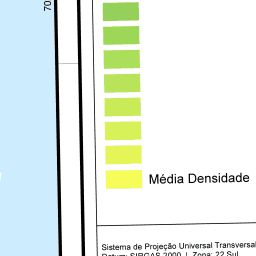 70
Média Densidade
Sistema de Projeção Universal Transversal
Datum: SIRGAS 2000 | Zona: 22 Sul